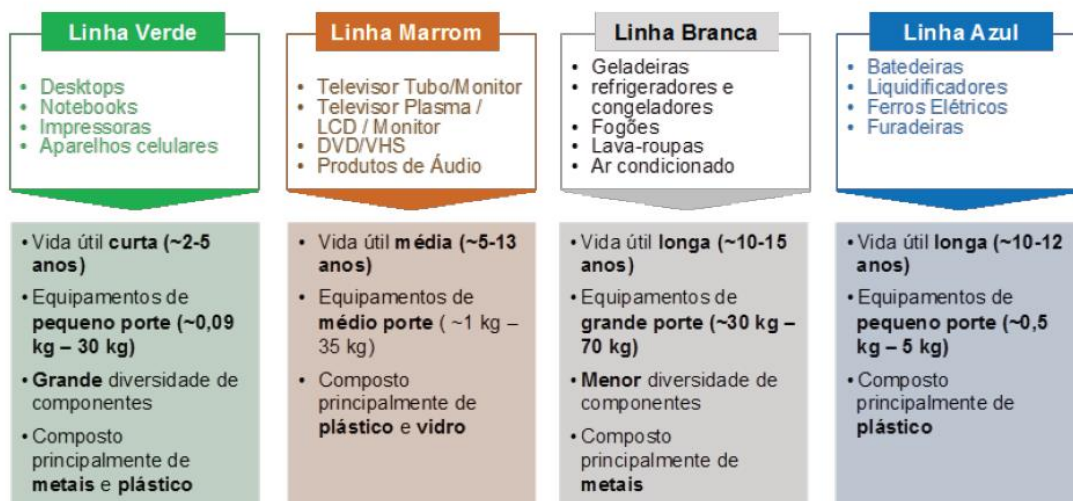 Linha Verde
• Desktops
• Notebooks
• Impressoras
• Aparelhos celulares
• Vida útil curta (~2-5
anos)
• Equipamentos de
pequeno porte (~0,09
kg – 30 kg)
• Grande diversidade de
componentes
• Composto
principalmente de
metais e plástico
Linha Marrom
• Televisor Tubo/Monitor
• Televisor Plasma /
LCD / Monitor
• DVD/VHS
• Produtos de Áudio
• Vida útil média (~5-13
anos)
• Equipamentos de
médio porte ( ~1 kg –
35 kg)
• Composto
principalmente de
plástico e vidro
Linha Branca
• Geladeiras
• refrigeradores e
congeladores
• Fogões
• Lava-roupas
• Ar condicionado
• Vida útil longa (~10-15
anos)
• Equipamentos de
grande porte (~30 kg –
70 kg)
• Menor diversidade de
componentes
• Composto
principalmente de
metais
Linha Azul
• Batedeiras
• Liquidificadores
• Ferros Elétricos
• Furadeiras
• Vida útil longa (~10-12
anos)
• Equipamentos de
pequeno porte (~0,5
kg – 5 kg)
• Composto
principalmente de
plástico